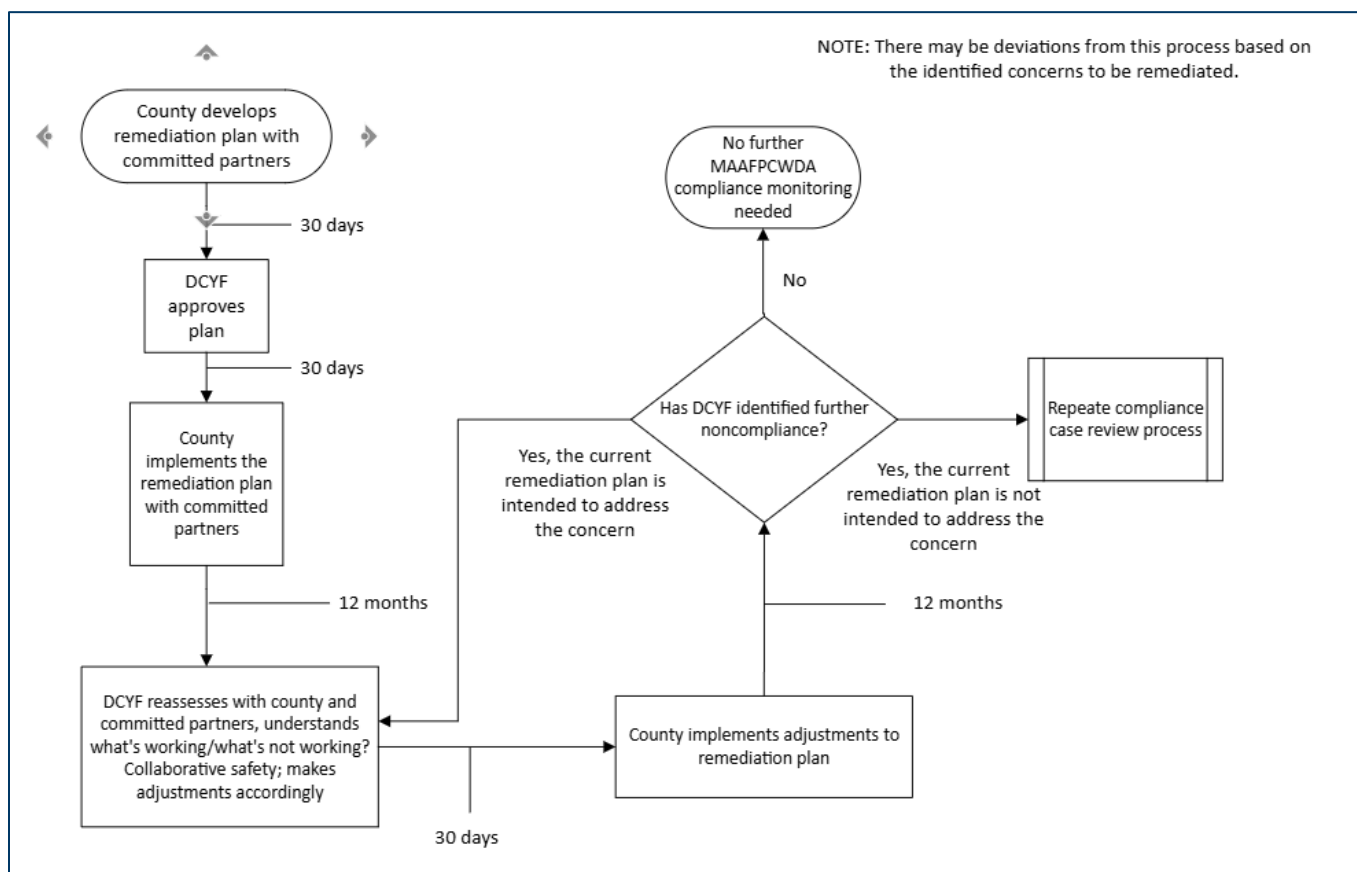 NOTE: There may be deviations from this process based on
the identified concerns to be remediated.
County develops
remediation plan with
committed partners
30 days
DCYF
approves
plan
30 days
County
implements the
remediation plan
with committed
partners
12 months
DCYF reassesses with county and
committed partners, understands
what's working/what's not working?
Collaborative safety; makes
adjustments accordingly
30 days
County implements adjustments to
remediation plan
12 months
Has DCYF identified further
noncompliance?
No
No further
MAAFPCWDA
compliance monitoring
needed
Yes, the current
remediation plan is
intended to address
the concern
Yes, the current
remediation plan is not
intended to address the
concern
Repeate compliance
case review process